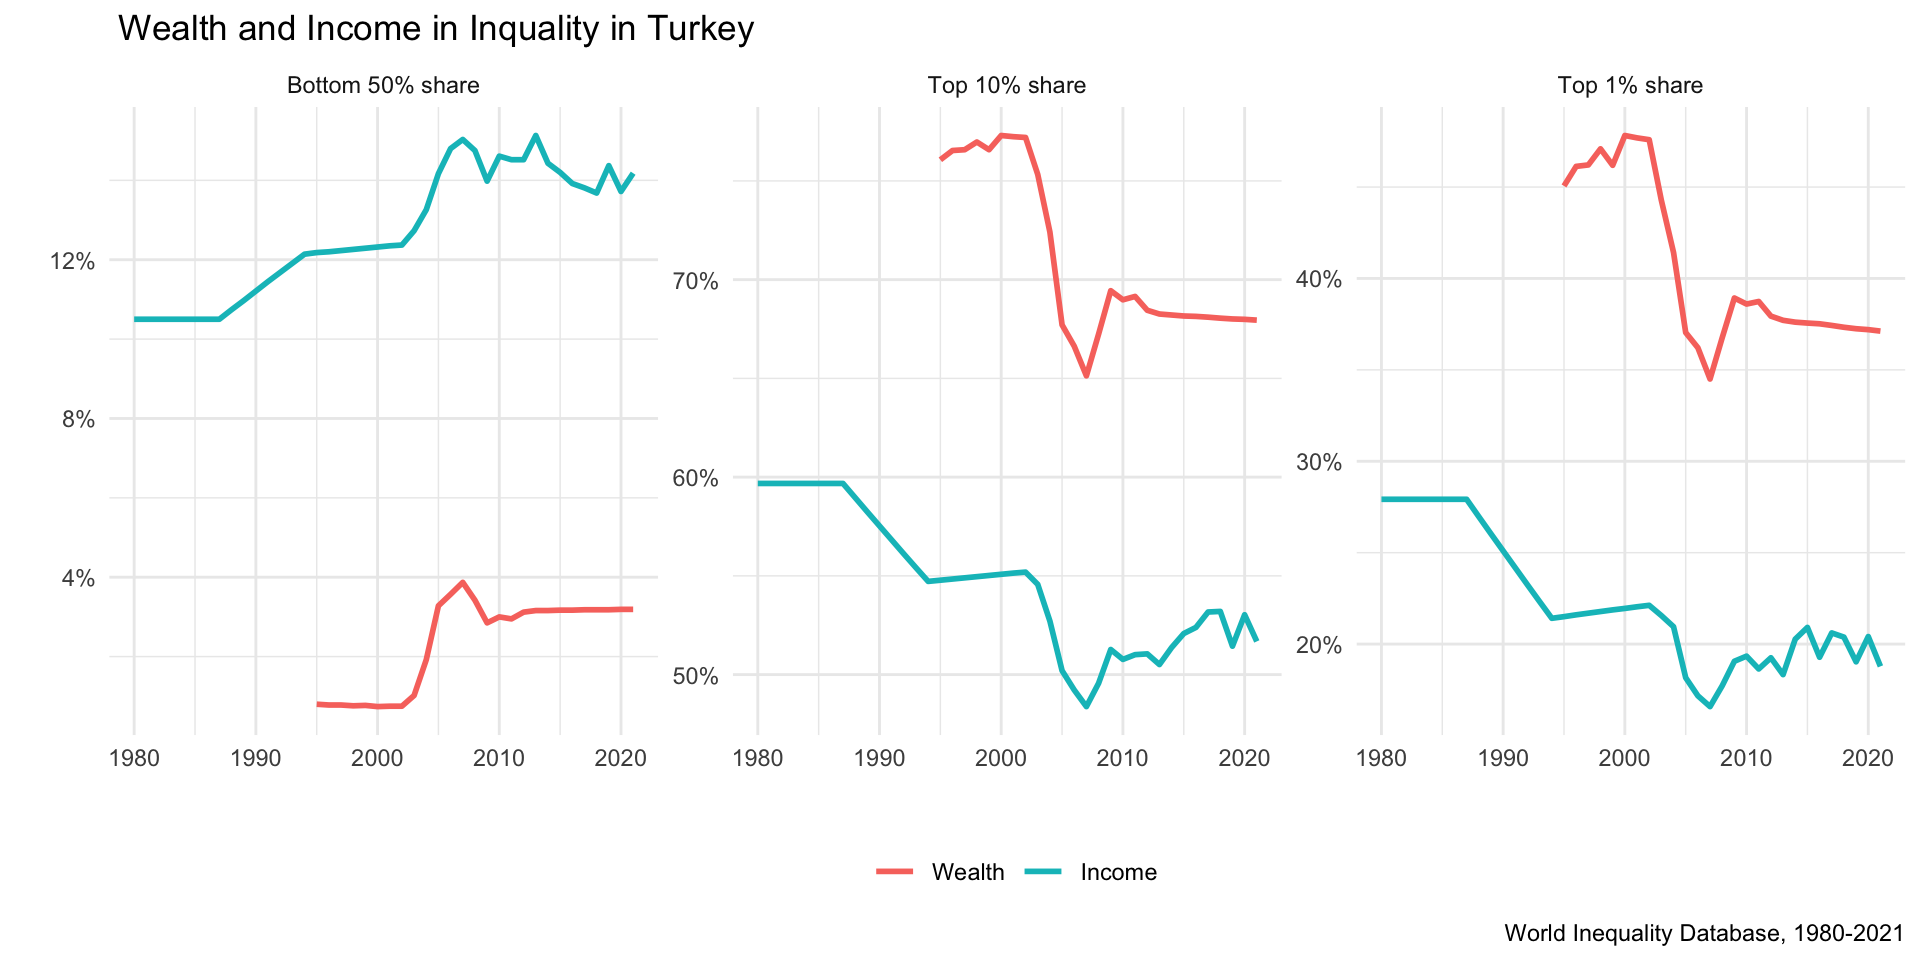 Wealth and Income in Inquality in Turkey
Bottom 50% share
12%
8%
4%
1980 1990 2000 2010 2020
Top 10% share
70%
60%
50%
1980 1990 2000 2010 2020
Top 1% share
40%
30%
20%
1980 1990 2000 2010 2020
Wealth Income
World Inequality Database, 1980-2021